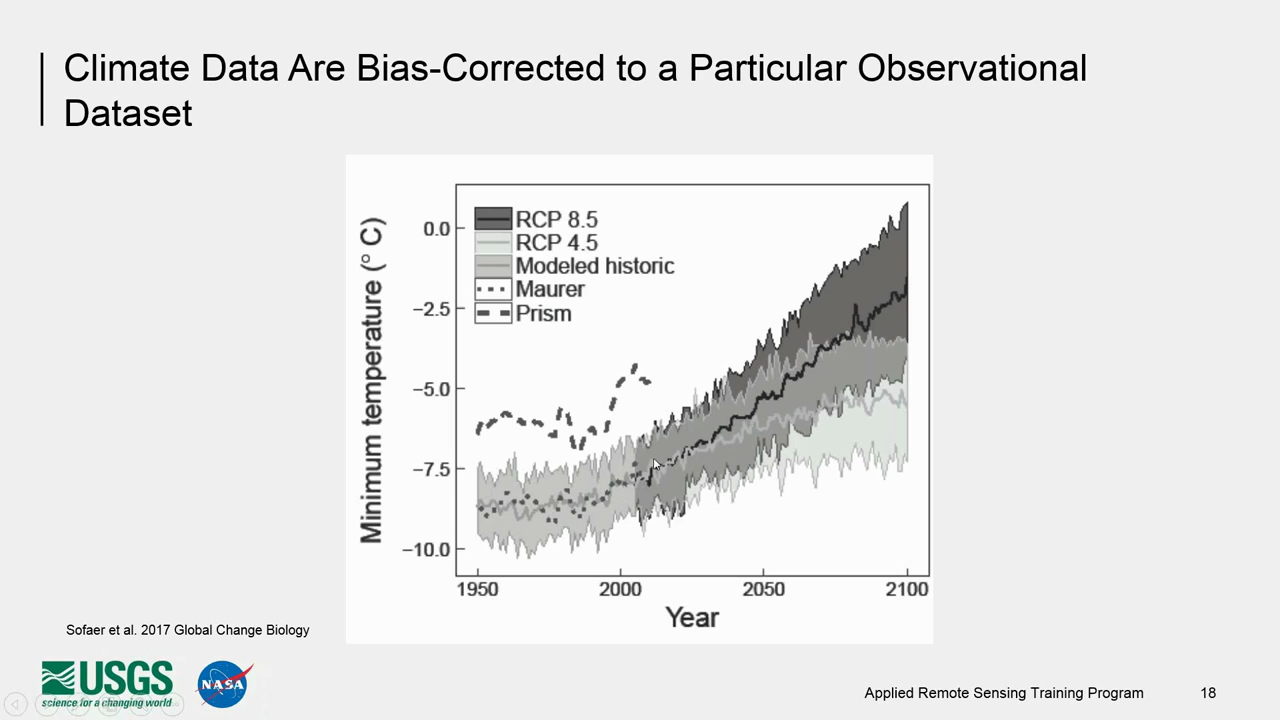 Climate Data Are Bias-Corrected to a Particular Observational
Dataset
RCP 8.5
RCP 4.5
Modeled historic
Maurer
Prism
Minimum temperature (° C)
0.0
−2.5
−5.0
−7.5
−10.0
1950
2000
2050
2100
Year
Sofaer et al. 2017 Global Change Biology
USGS
science for a changing world
NASA
Applied Remote Sensing Training Program
18